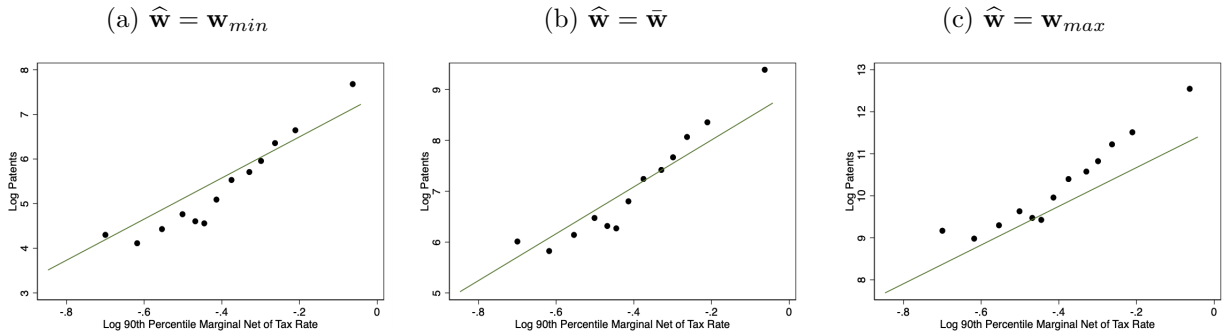 (a) ŵ = w_min
8
7
6
5
4
3
Log Patents
-.8 -.6 -.4 -.2 0
Log 90th Percentile Marginal Net of Tax Rate
(b) ŵ = w̄
9
8
7
6
5
Log Patents
-.8 -.6 -.4 -.2 0
Log 90th Percentile Marginal Net of Tax Rate
(c) ŵ = w_max
13
12
11
10
9
8
Log Patents
-.8 -.6 -.4 -.2 0
Log 90th Percentile Marginal Net of Tax Rate